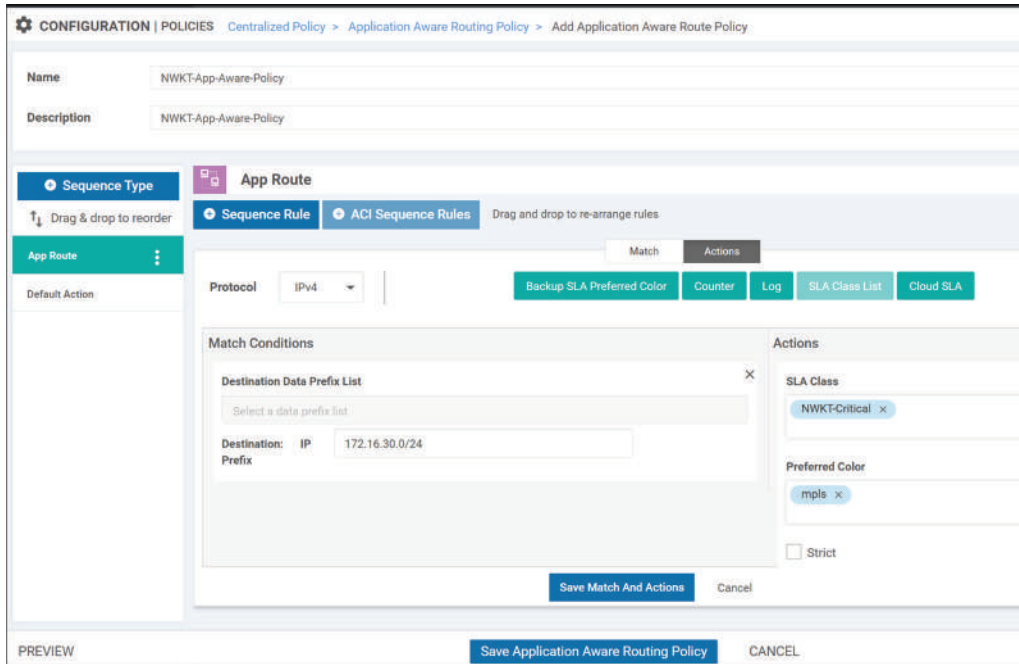 CONFIGURATION | POLICIES Centralized Policy > Application Aware Routing Policy > Add Application Aware Route Policy
Name NWKT-App-Aware-Policy
Description NWKT-App-Aware-Policy
Sequence Type
Drag & drop to reorder
App Route
Default Action
App Route
Sequence Rule ACI Sequence Rules Drag and drop to re-arrange rules
Match Actions
Protocol IPv4 Backup SLA Preferred Color Counter Log SLA Class List Cloud SLA
Match Conditions
Destination Data Prefix List
Select a data prefix list
Destination: IP 172.16.30.0/24
Prefix
Actions
SLA Class
NWKT-Critical ×
Preferred Color
mpls ×
Strict
Save Match And Actions Cancel
PREVIEW Save Application Aware Routing Policy CANCEL